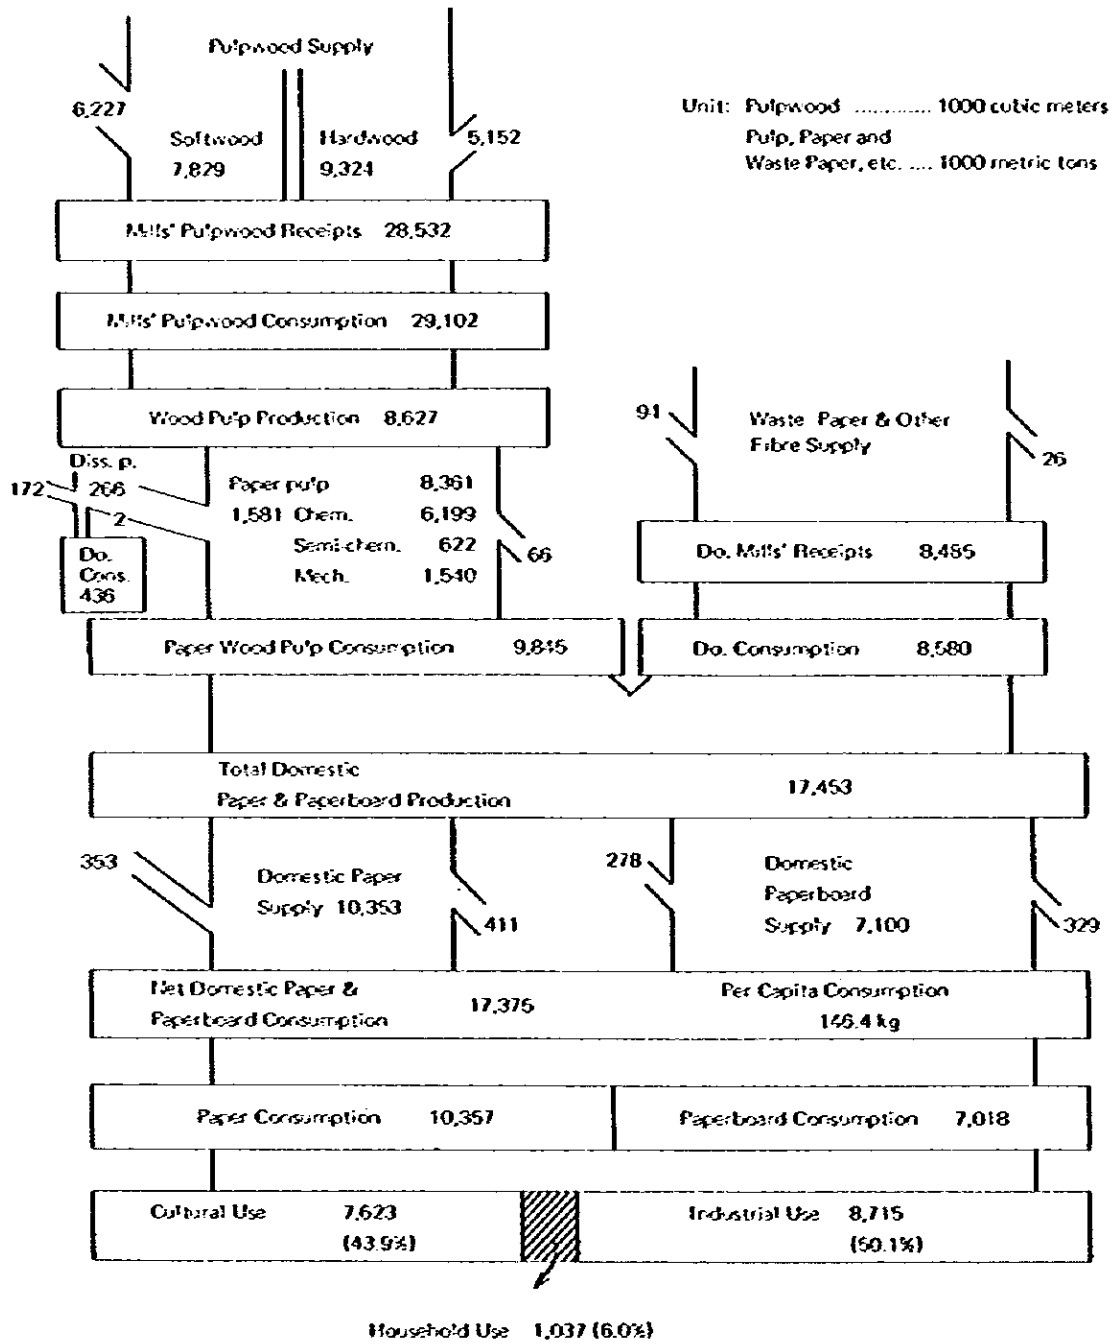 Pulpwood Supply
6,227
Softwood
7,829
Hardwood
9,324
5,152
Unit: Pulpwood ............ 1000 cubic meters
Pulp, Paper and
Waste Paper, etc. .... 1000 metric tons
Mills' Pulpwood Receipts 28,532
Mills' Pulpwood Consumption 29,102
Wood Pulp Production 8,627
Diss. p.
172
266
2
Do.
Cons.
436
Paper pulp 8,361
1,581 Chem. 6,199
Semi-chem. 622
Mech. 1,540
66
91
Waste Paper & Other
Fibre Supply
26
Do. Mills' Receipts 8,485
Paper Wood Pulp Consumption 9,845
Do. Consumption 8,580
Total Domestic
Paper & Paperboard Production
17,453
353
Domestic Paper
Supply 10,353
411
278
Domestic
Paperboard
Supply 7,100
329
Net Domestic Paper &
Paperboard Consumption
17,375
Per Capita Consumption
146.4 kg
Paper Consumption 10,357
Paperboard Consumption 7,018
Cultural Use 7,623
(43.9%)
Industrial Use 8,715
(50.1%)
Household Use 1,037 (6.0%)